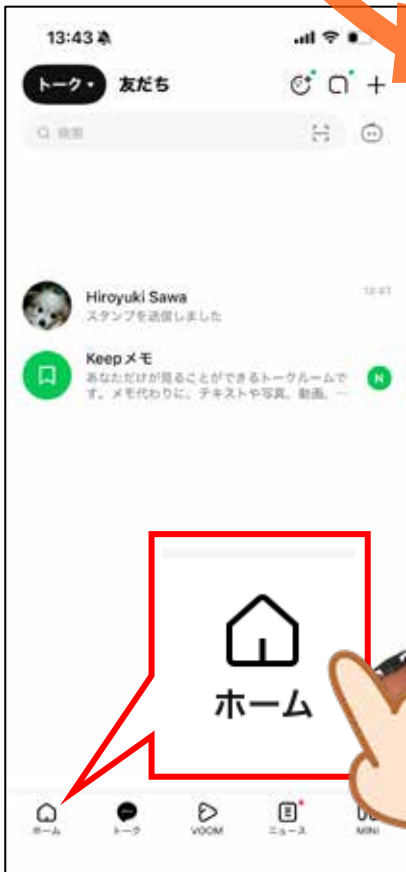 13:43
トーク 友だち
検索
Hiroyuki Sawa
12:43
スタンプを送信しました
Keepメモ
あなただけが見ることができるトークルームで
す。メモ代わりに、テキストや写真、動画、…
N
ホーム
ホーム
トーク
VOOM
ニュース
MINI